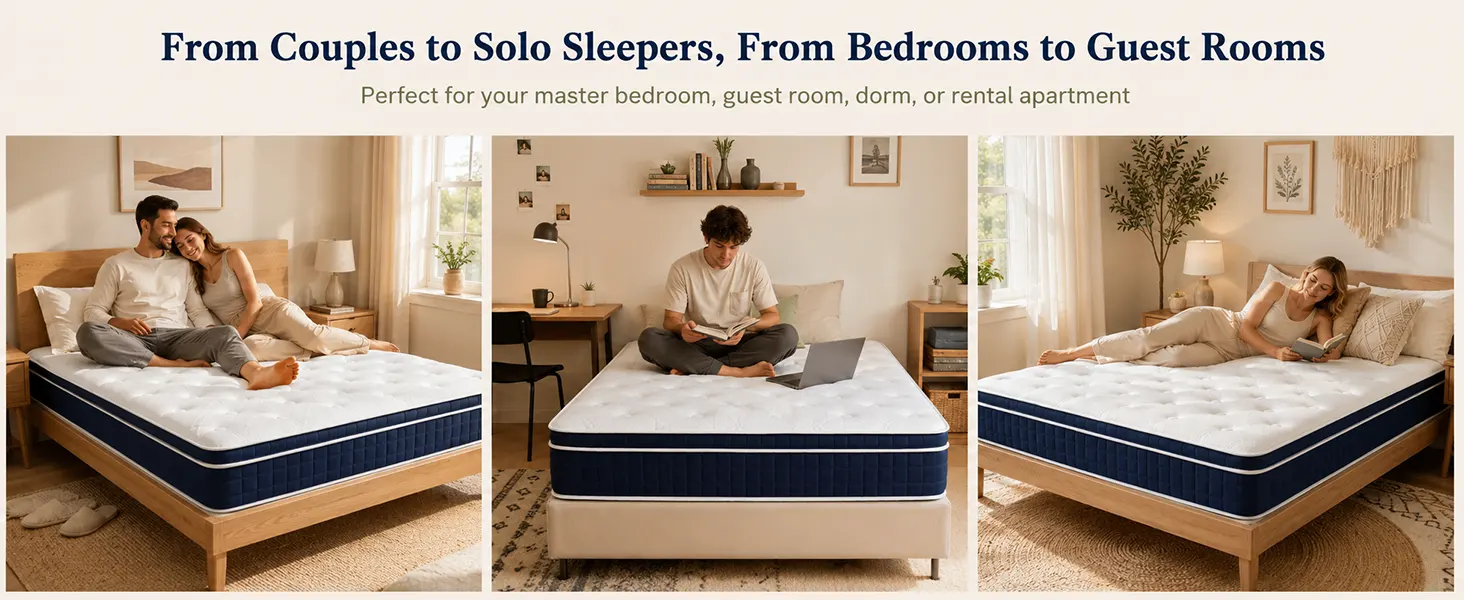 From Couples to Solo Sleepers, From Bedrooms to Guest Rooms
Perfect for your master bedroom, guest room, dorm, or rental apartment